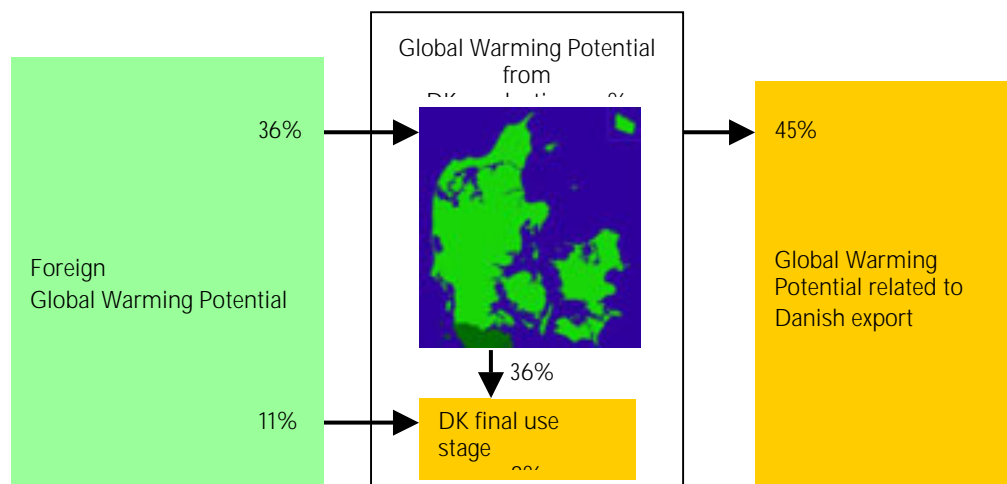 Global Warming Potential
from
DK %
36%
45%
Foreign
Global Warming Potential
Global Warming
Potential related to
Danish export
36%
11%
DK final use
stage